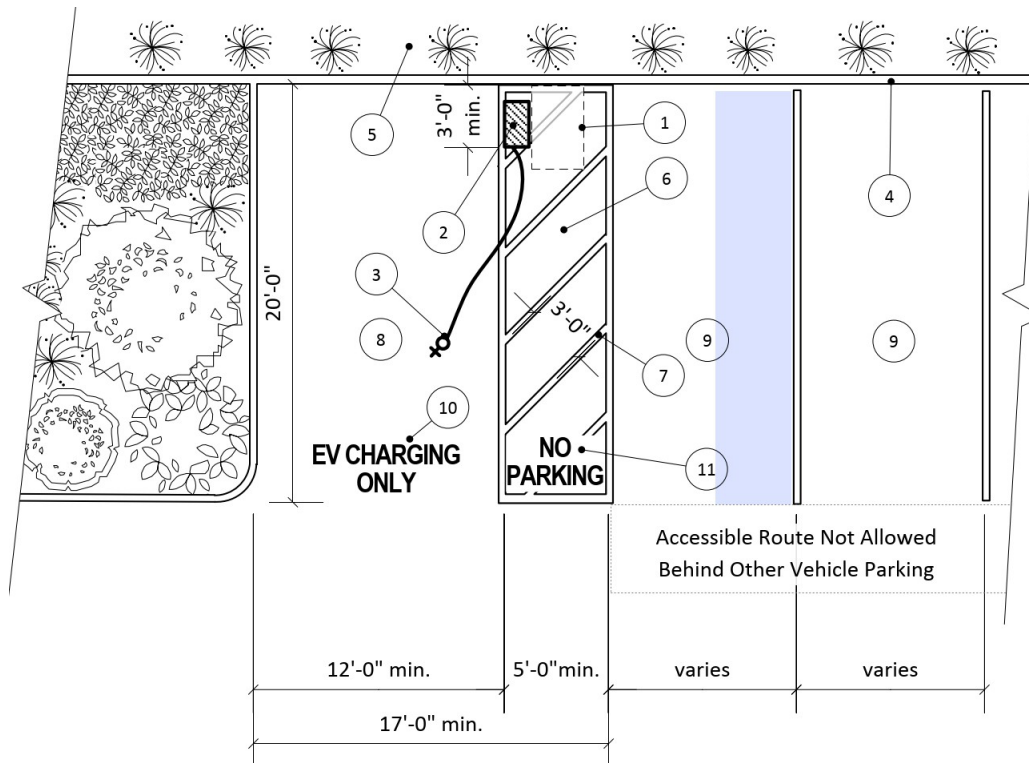 5
3'-0"
min.
1
2
6
4
3
20'-0"
3'-0"
8
9
9
7
10
EV CHARGING
ONLY
NO
PARKING
11
Accessible Route Not Allowed
Behind Other Vehicle Parking
12'-0" min.
5'-0"min.
varies
varies
17'-0" min.